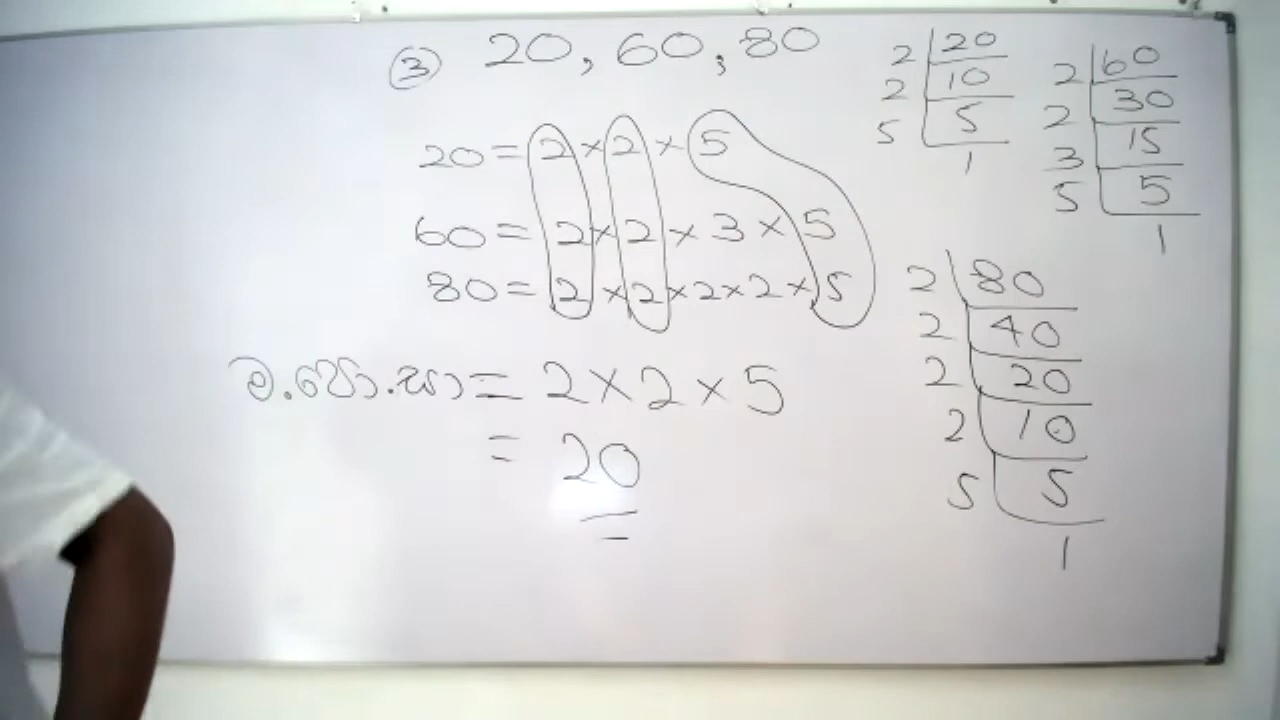 ③ 20, 60, 80
20 = 2 × 2 × 5
60 = 2 × 2 × 3 × 5
80 = 2 × 2 × 2 × 2 × 5
ම.පො.සා = 2 × 2 × 5
= 20
2 | 20
2 | 10
5 | 5
1
2 | 60
2 | 30
3 | 15
5 | 5
1
2 | 80
2 | 40
2 | 20
2 | 10
5 | 5
1